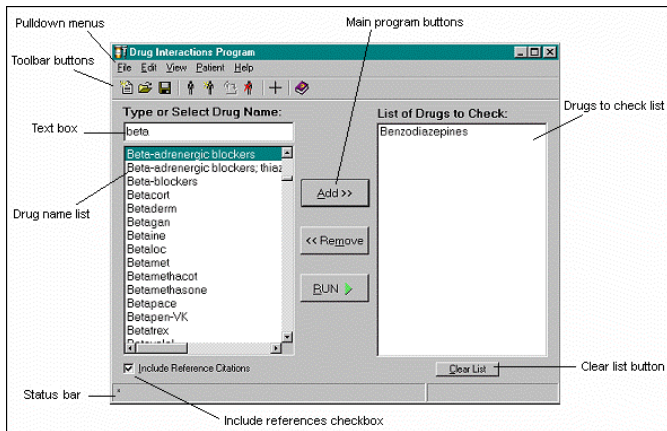 Pulldown menus
Main program buttons
Drug Interactions Program
File Edit View Patient Help
Toolbar buttons
Type or Select Drug Name:
List of Drugs to Check:
Drugs to check list
Text box
beta
Benzodiazepines
Beta-adrenergic blockers
Beta-adrenergic blockers; thiaz
Beta-blockers
Betacort
Betaderm
Betagan
Betaine
Betaloc
Betamet
Betamethacot
Betamethasone
Betapace
Betapen-VK
Betatrex
Drug name list
Add >>
<< Remove
RUN
Include Reference Citations
Clear List
Clear list button
Status bar
Include references checkbox